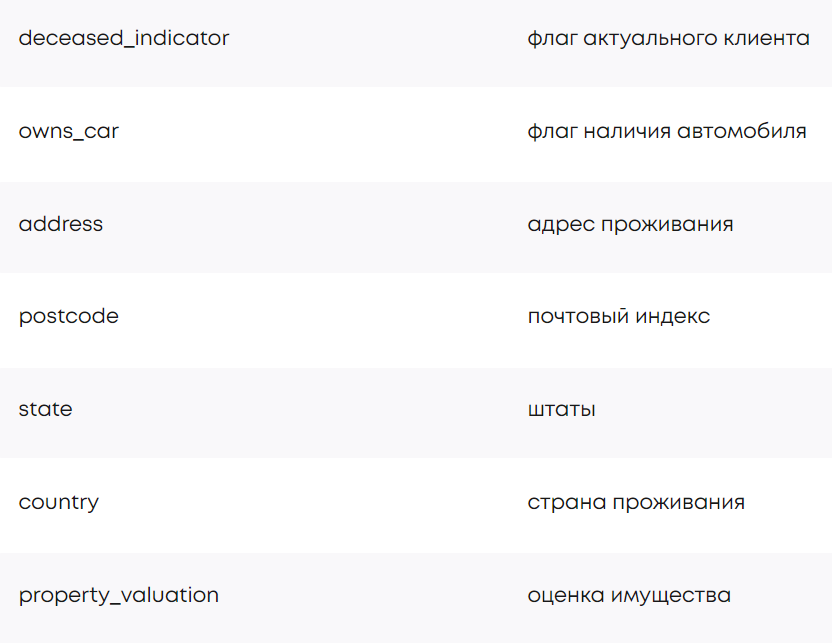 deceased_indicator флаг актуального клиента
owns_car флаг наличия автомобиля
address адрес проживания
postcode почтовый индекс
state штаты
country страна проживания
property_valuation оценка имущества